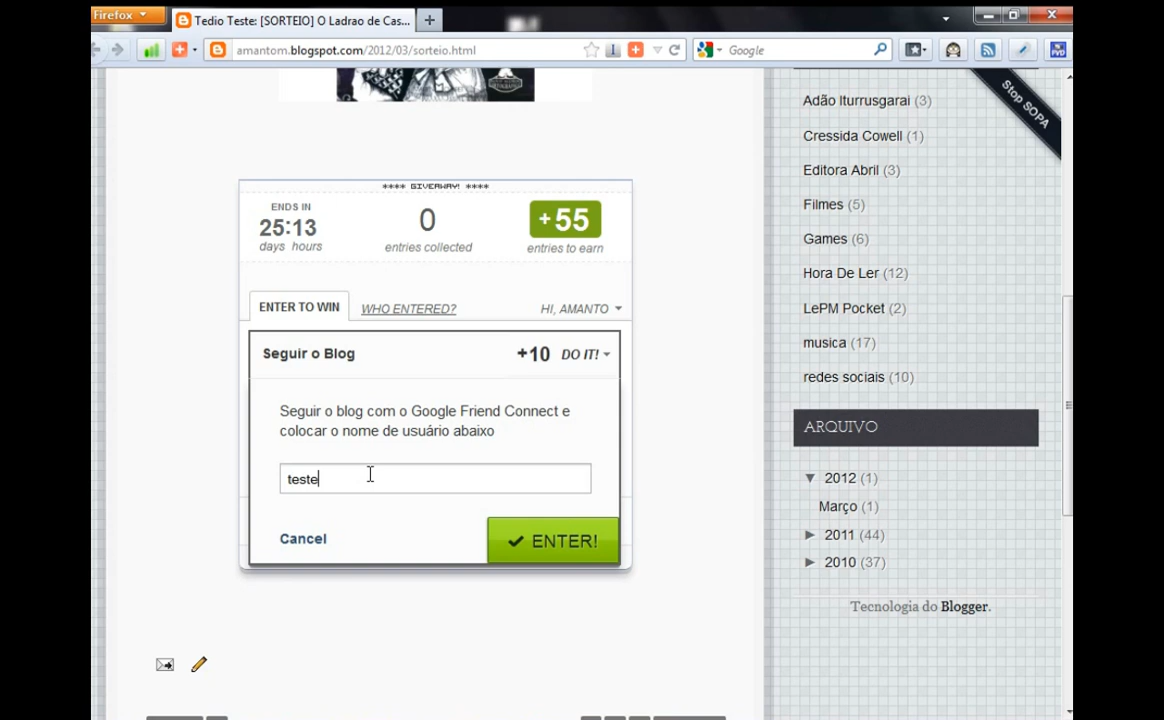 Firefox
Tedio Teste: [SORTEIO] O Ladrao de Cas...
amantom.blogspot.com/2012/03/sorteio.html
Google
Stop SOPA
Adão Iturrusgarai (3)
Cressida Cowell (1)
Editora Abril (3)
Filmes (5)
Games (6)
Hora De Ler (12)
LePM Pocket (2)
musica (17)
redes sociais (10)
ARQUIVO
▼ 2012 (1)
Março (1)
► 2011 (44)
► 2010 (37)
Tecnologia do Blogger.
**** GIVEAWAY! ****
ENDS IN
25:13
days hours
0
entries collected
+55
entries to earn
ENTER TO WIN
WHO ENTERED?
HI, AMANTO
Seguir o Blog
+10 DO IT!
Seguir o blog com o Google Friend Connect e
colocar o nome de usuário abaixo
teste
Cancel
ENTER!